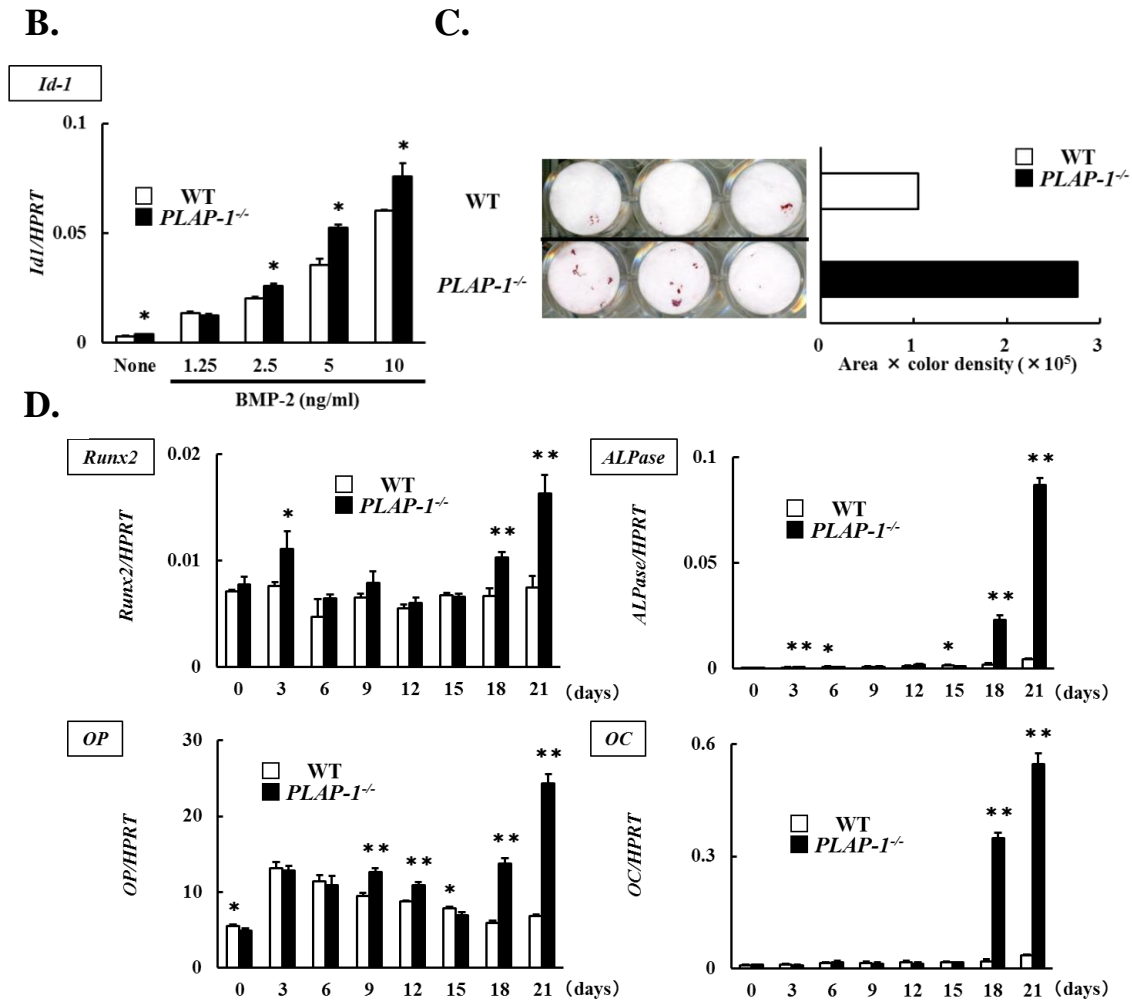 B.
Id-1
0.1
0.05
0
Id1/HPRT
WT
PLAP-1-/-
*
*
*
*
None 1.25 2.5 5 10
BMP-2 (ng/ml)
C.
WT
PLAP-1-/-
WT
PLAP-1-/-
0 1 2 3
Area × color density (×10⁵)
D.
Runx2
0.02
0.01
0
Runx2/HPRT
WT
PLAP-1-/-
*
**
**
0 3 6 9 12 15 18 21 (days)
ALPase
0.1
0.05
0
ALPase/HPRT
WT
PLAP-1-/-
**
*
*
**
**
0 3 6 9 12 15 18 21 (days)
OP
30
20
10
0
OP/HPRT
WT
PLAP-1-/-
*
**
**
*
**
**
0 3 6 9 12 15 18 21 (days)
OC
0.6
0.3
0
OC/HPRT
WT
PLAP-1-/-
**
**
0 3 6 9 12 15 18 21 (days)